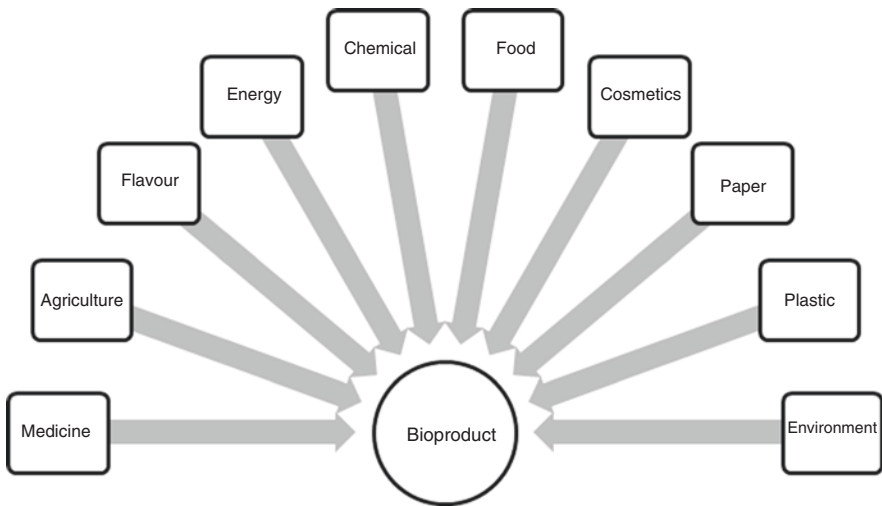 Chemical
Food
Energy
Cosmetics
Flavour
Paper
Agriculture
Plastic
Medicine
Bioproduct
Environment